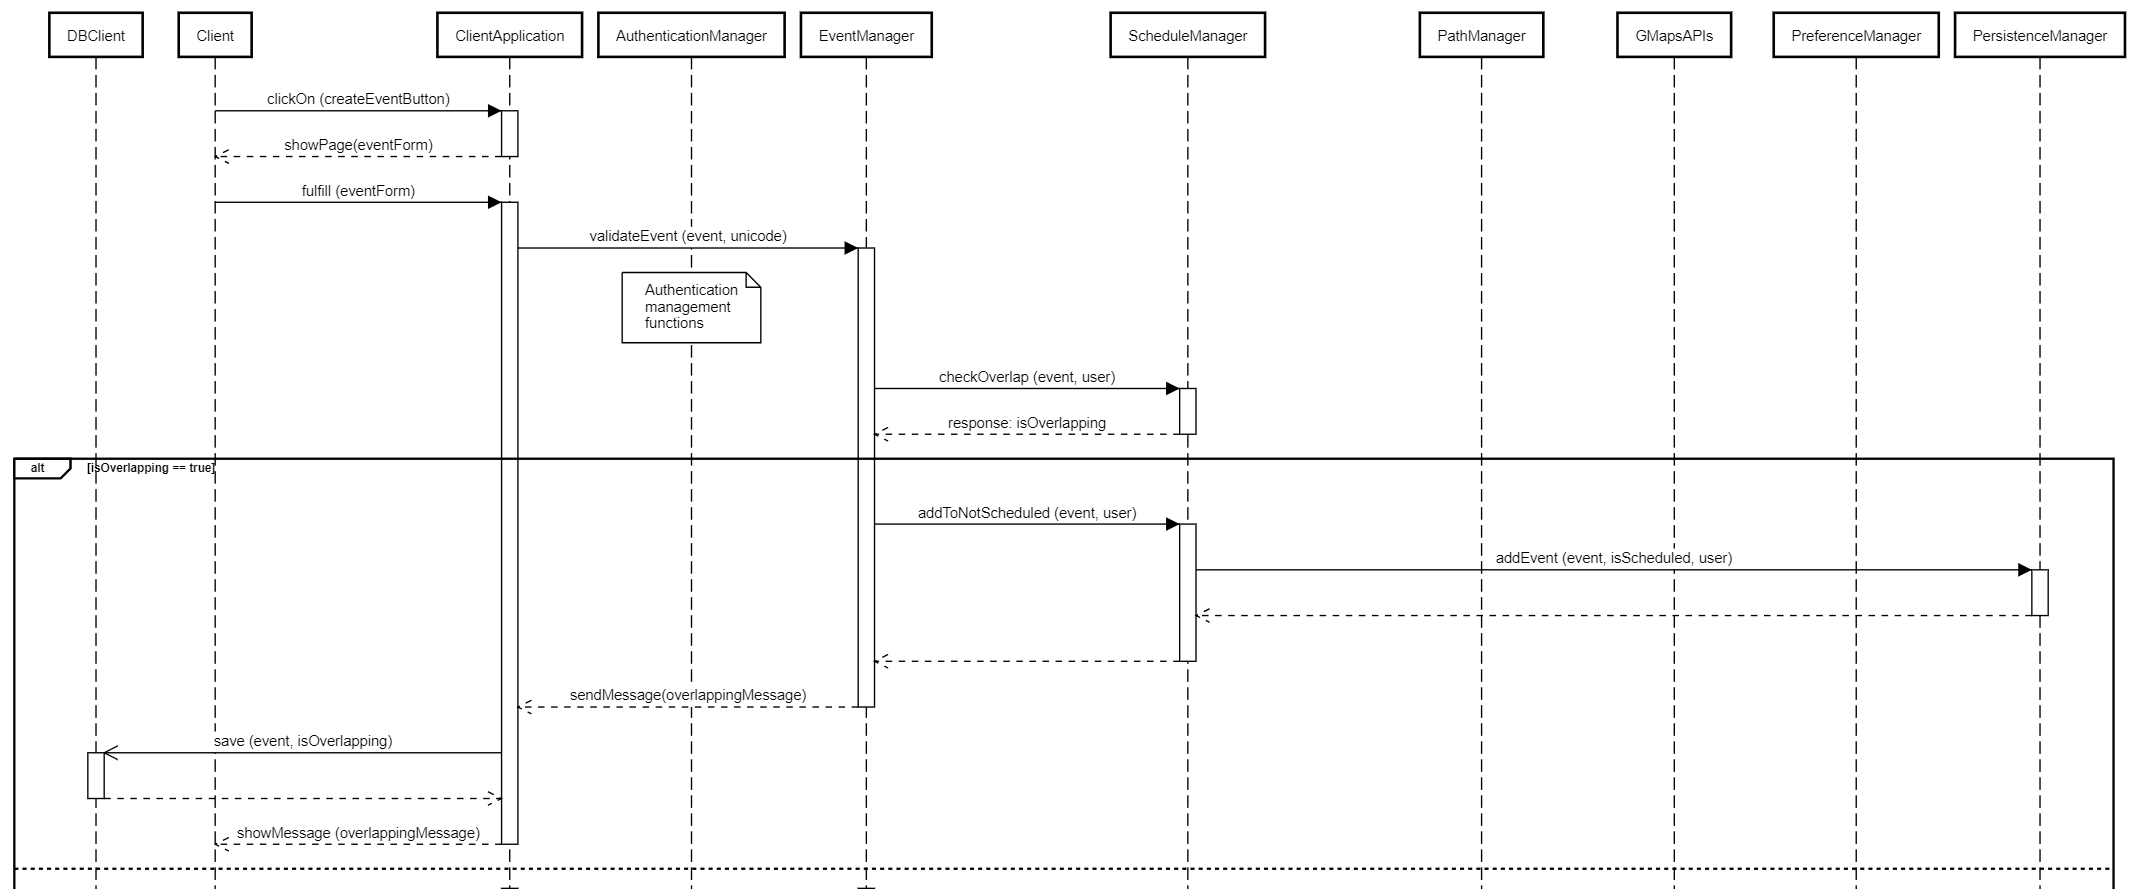 DBClient
Client
ClientApplication
AuthenticationManager
EventManager
ScheduleManager
PathManager
GMapsAPIs
PreferenceManager
PersistenceManager
clickOn (createEventButton)
showPage(eventForm)
fulfill (eventForm)
validateEvent (event, unicode)
Authentication
management
functions
checkOverlap (event, user)
response: isOverlapping
alt
[isOverlapping == true]
addToNotScheduled (event, user)
addEvent (event, isScheduled, user)
sendMessage(overlappingMessage)
save (event, isOverlapping)
showMessage (overlappingMessage)